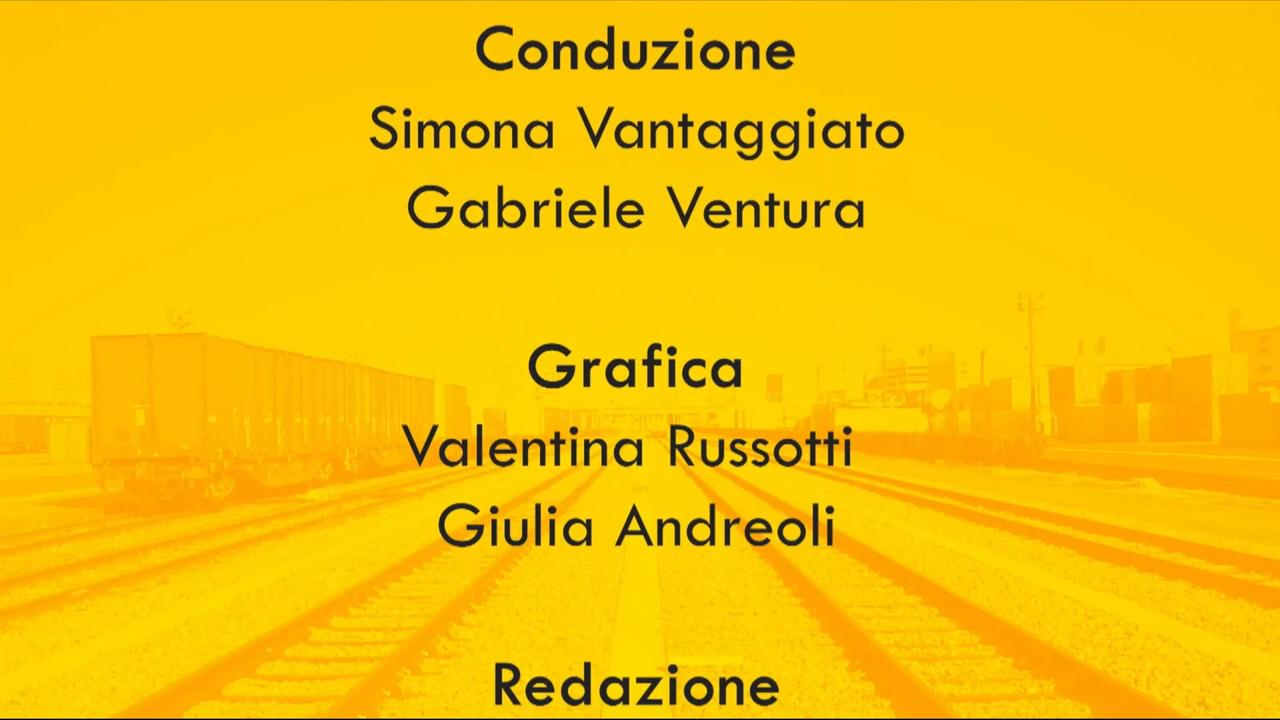 Conduzione
Simona Vantaggiato
Gabriele Ventura
Grafica
Valentina Russotti
Giulia Andreoli
Redazione